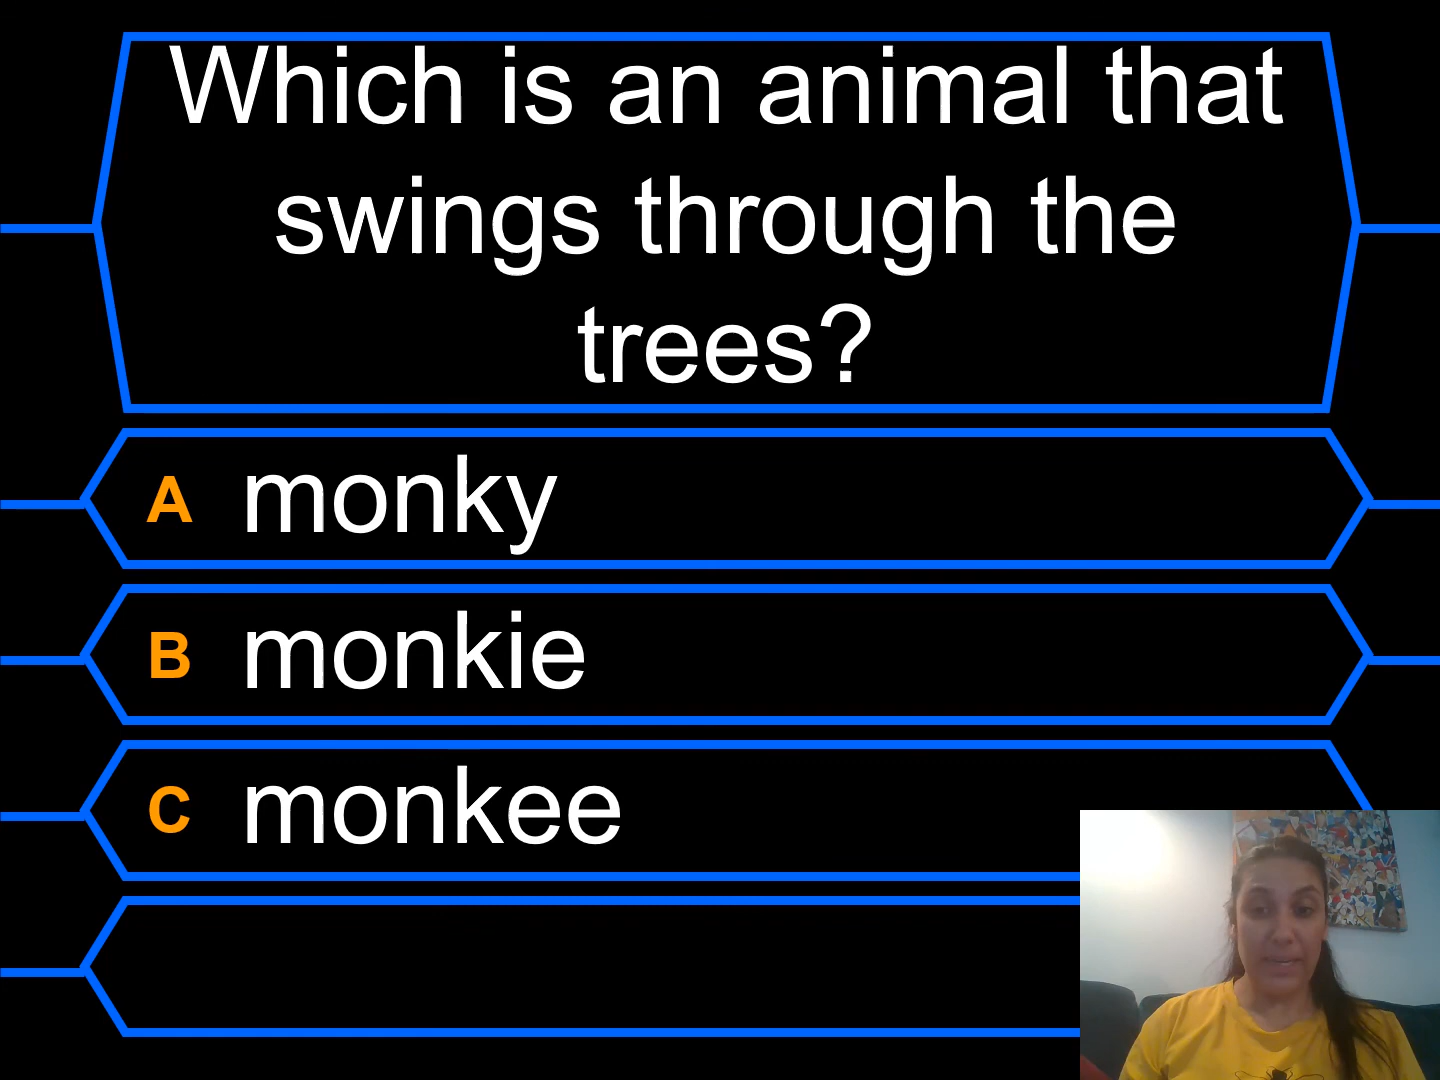 Which is an animal that
swings through the
trees?
A monky
B monkie
C monkee